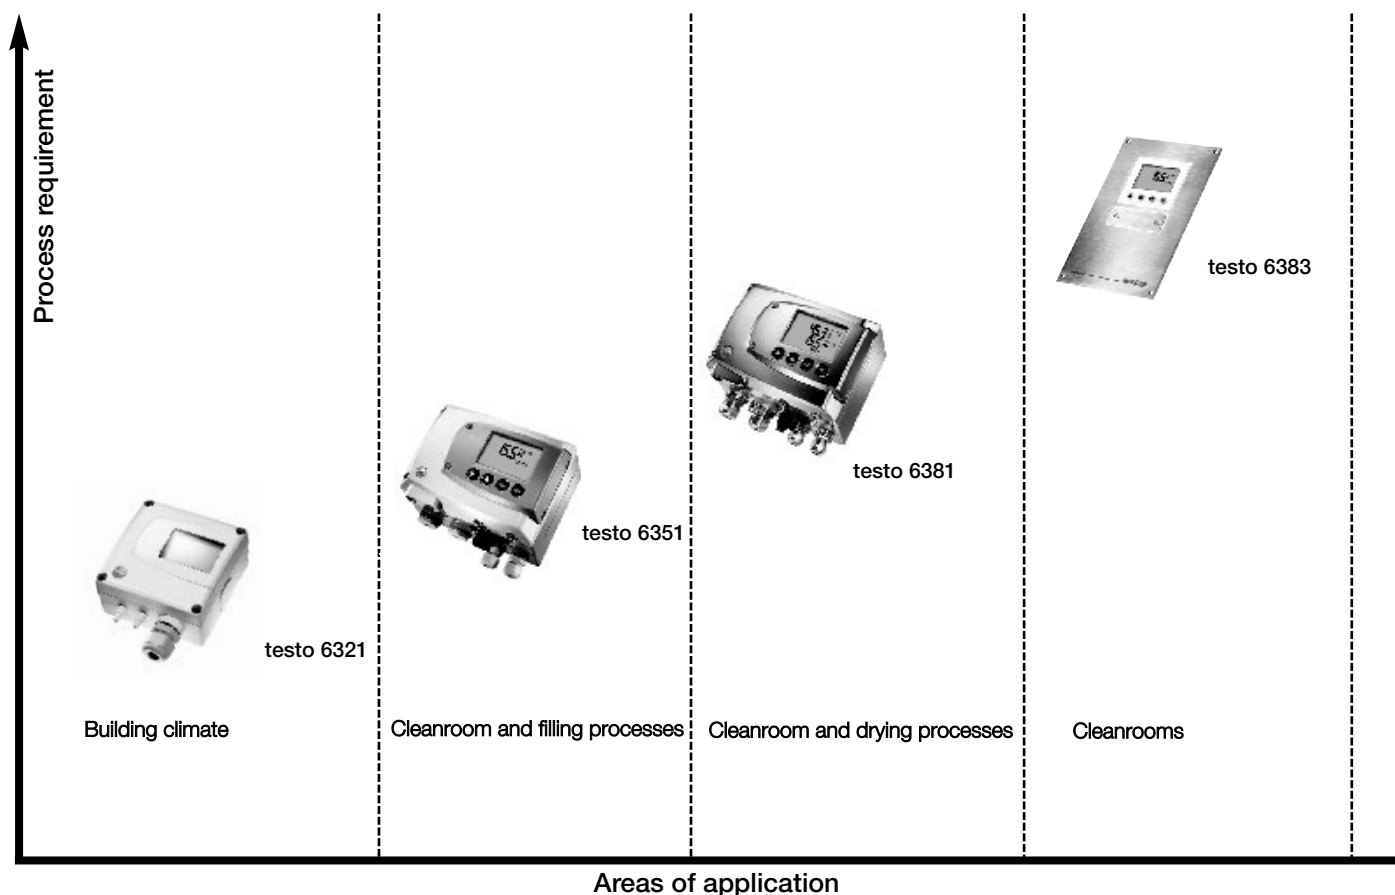 Process requirement
testo 6383
testo 6381
testo 6351
testo 6321
Building climate
Cleanroom and filling processes
Cleanroom and drying processes
Cleanrooms
Areas of application